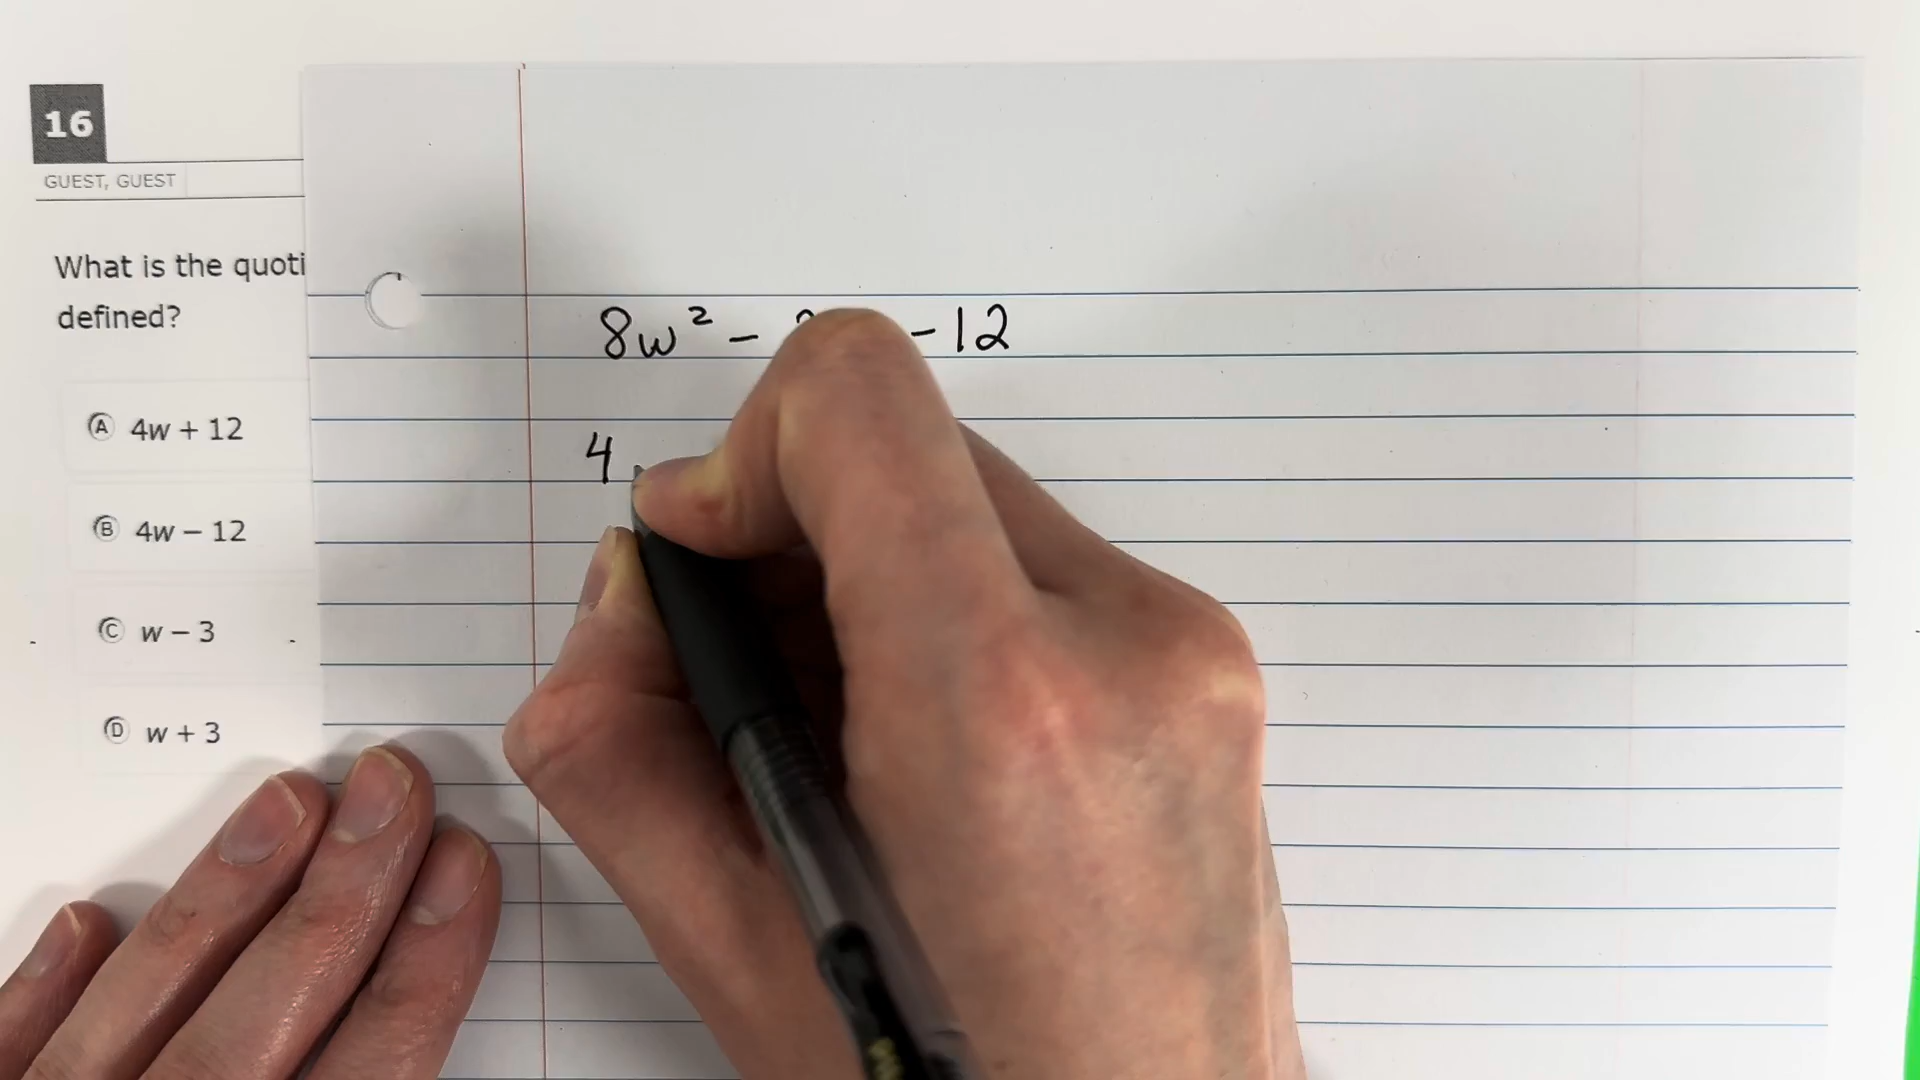 16
GUEST, GUEST
What is the quoti
defined?
A 4w + 12
B 4w − 12
C w − 3
D w + 3
8w² − − 12
4